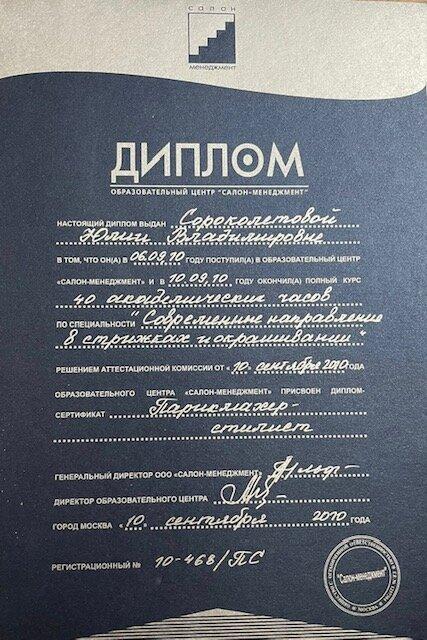 салон
менеджмент
ДИПЛОМ
ОБРАЗОВАТЕЛЬНЫЙ ЦЕНТР "САЛОН-МЕНЕДЖМЕНТ"
НАСТОЯЩИЙ ДИПЛОМ ВЫДАН Сороколетовой
Юлии Владимировне
В ТОМ, ЧТО ОН(А) В 06.09.10 ГОДУ ПОСТУПИЛ(А) В ОБРАЗОВАТЕЛЬНЫЙ ЦЕНТР
«САЛОН-МЕНЕДЖМЕНТ» И В 10.09.10 ГОДУ ОКОНЧИЛ(А) ПОЛНЫЙ КУРС
40 академических часов
ПО СПЕЦИАЛЬНОСТИ "Современные направления
в стрижках и окрашивании"
РЕШЕНИЕМ АТТЕСТАЦИОННОЙ КОМИССИИ ОТ «10» сентября 2010 ГОДА
ОБРАЗОВАТЕЛЬНОГО ЦЕНТРА «САЛОН-МЕНЕДЖМЕНТ» ПРИСВОЕН ДИПЛОМ-
СЕРТИФИКАТ Парикмахер-
стилист
ГЕНЕРАЛЬНЫЙ ДИРЕКТОР ООО «САЛОН-МЕНЕДЖМЕНТ»
ДИРЕКТОР ОБРАЗОВАТЕЛЬНОГО ЦЕНТРА
ГОРОД МОСКВА «10» сентября 2010 ГОДА
РЕГИСТРАЦИОННЫЙ № 10-468/ПС
"Салон-менеджмент"
МОСКВА